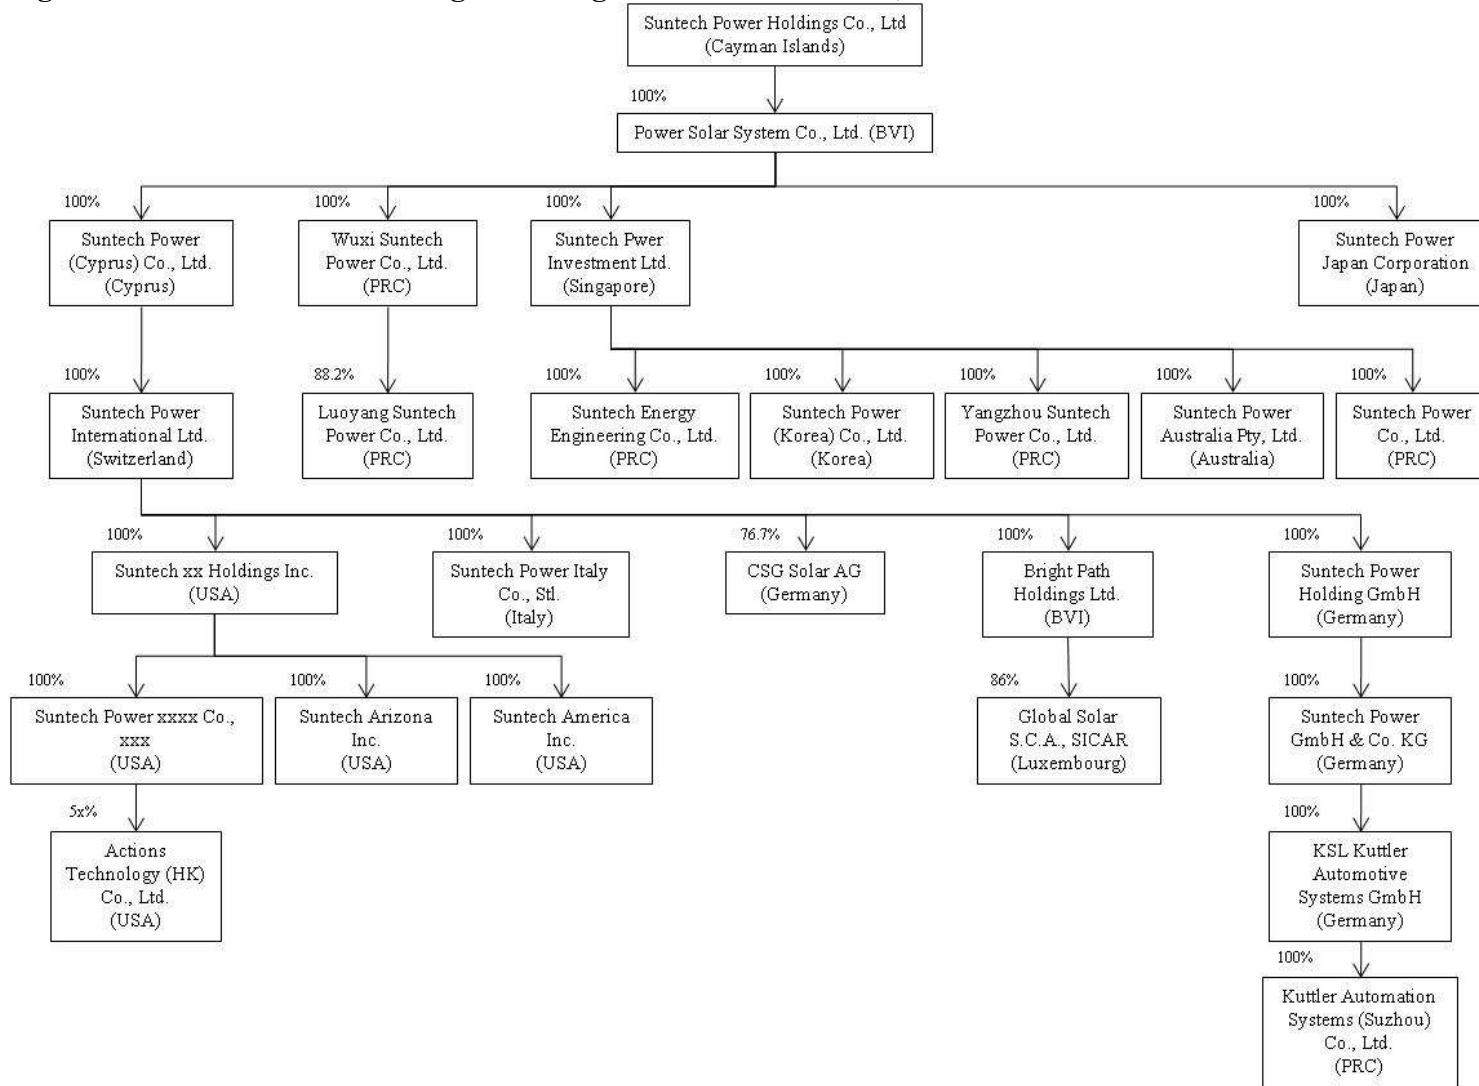 Suntech Power Holdings Co., Ltd
(Cayman Islands)
100%
Power Solar System Co., Ltd. (BVI)
100%
100%
100%
100%
Suntech Power
(Cyprus) Co., Ltd.
(Cyprus)
Wuxi Suntech
Power Co., Ltd.
(PRC)
Suntech Pwer
Investment Ltd.
(Singapore)
Suntech Power
Japan Corporation
(Japan)
100%
88.2%
100%
100%
100%
100%
100%
Suntech Power
International Ltd.
(Switzerland)
Luoyang Suntech
Power Co., Ltd.
(PRC)
Suntech Energy
Engineering Co., Ltd.
(PRC)
Suntech Power
(Korea) Co., Ltd.
(Korea)
Yangzhou Suntech
Power Co., Ltd.
(PRC)
Suntech Power
Australia Pty, Ltd.
(Australia)
Suntech Power
Co., Ltd.
(PRC)
100%
100%
76.7%
100%
100%
Suntech xx Holdings Inc.
(USA)
Suntech Power Italy
Co., Stl.
(Italy)
CSG Solar AG
(Germany)
Bright Path
Holdings Ltd.
(BVI)
Suntech Power
Holding GmbH
(Germany)
100%
100%
100%
86%
100%
Suntech Power xxxx Co.,
xxx
(USA)
Suntech Arizona
Inc.
(USA)
Suntech America
Inc.
(USA)
Global Solar
S.C.A., SICAR
(Luxembourg)
Suntech Power
GmbH & Co. KG
(Germany)
5x%
100%
Actions
Technology (HK)
Co., Ltd.
(USA)
KSL Kuttler
Automotive
Systems GmbH
(Germany)
100%
Kuttler Automation
Systems (Suzhou)
Co., Ltd.
(PRC)